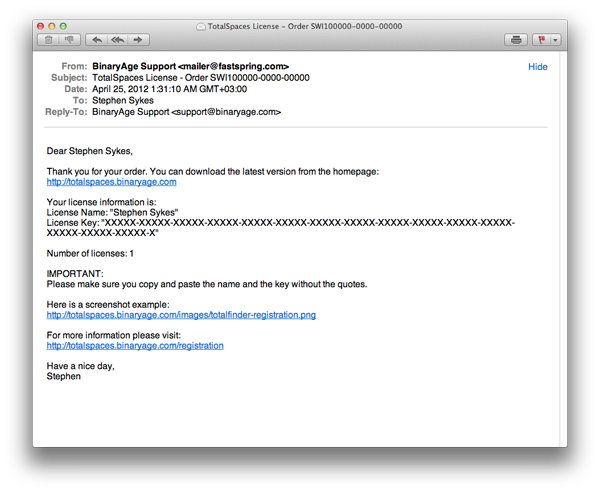 TotalSpaces License – Order SWI100000-0000-00000
From: BinaryAge Support <mailer@fastspring.com>
Hide
Subject: TotalSpaces License - Order SWI100000-0000-00000
Date: April 25, 2012 1:31:10 AM GMT+03:00
To: Stephen Sykes
Reply-To: BinaryAge Support <support@binaryage.com>
Dear Stephen Sykes,
Thank you for your order. You can download the latest version from the homepage:
http://totalspaces.binaryage.com
Your license information is:
License Name: "Stephen Sykes"
License Key: "XXXXX-XXXXX-XXXXX-XXXXX-XXXXX-XXXXX-XXXXX-XXXXX-XXXXX-XXXXX-XXXXX-XXXXX-
XXXXX-XXXXX-XXXXX-X"
Number of licenses: 1
IMPORTANT:
Please make sure you copy and paste the name and the key without the quotes.
Here is a screenshot example:
http://totalspaces.binaryage.com/images/totalfinder-registration.png
For more information please visit:
http://totalspaces.binaryage.com/registration
Have a nice day,
Stephen